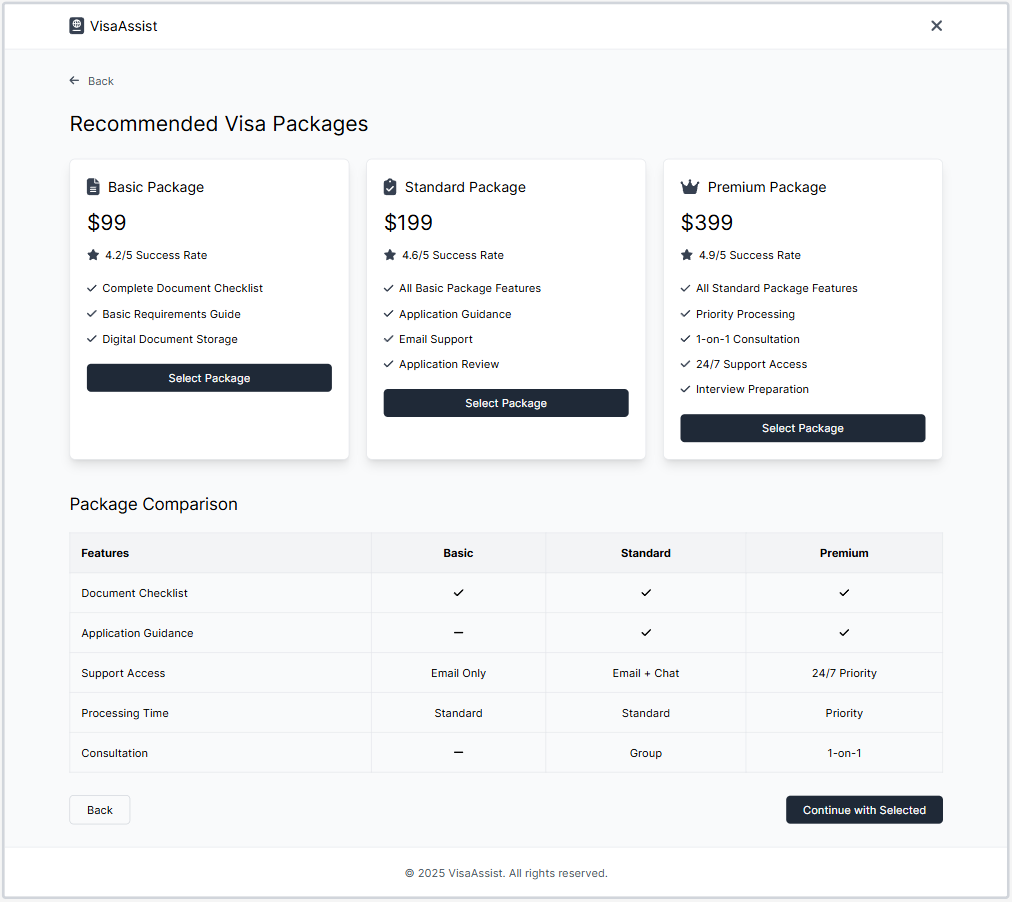 VisaAssist
Back
Recommended Visa Packages
Basic Package
$99
4.2/5 Success Rate
Complete Document Checklist
Basic Requirements Guide
Digital Document Storage
Select Package
Standard Package
$199
4.6/5 Success Rate
All Basic Package Features
Application Guidance
Email Support
Application Review
Select Package
Premium Package
$399
4.9/5 Success Rate
All Standard Package Features
Priority Processing
1-on-1 Consultation
24/7 Support Access
Interview Preparation
Select Package
Package Comparison
Features Basic Standard Premium
Document Checklist
Application Guidance
Support Access Email Only Email + Chat 24/7 Priority
Processing Time Standard Standard Priority
Consultation Group 1-on-1
Back Continue with Selected
© 2025 VisaAssist. All rights reserved.